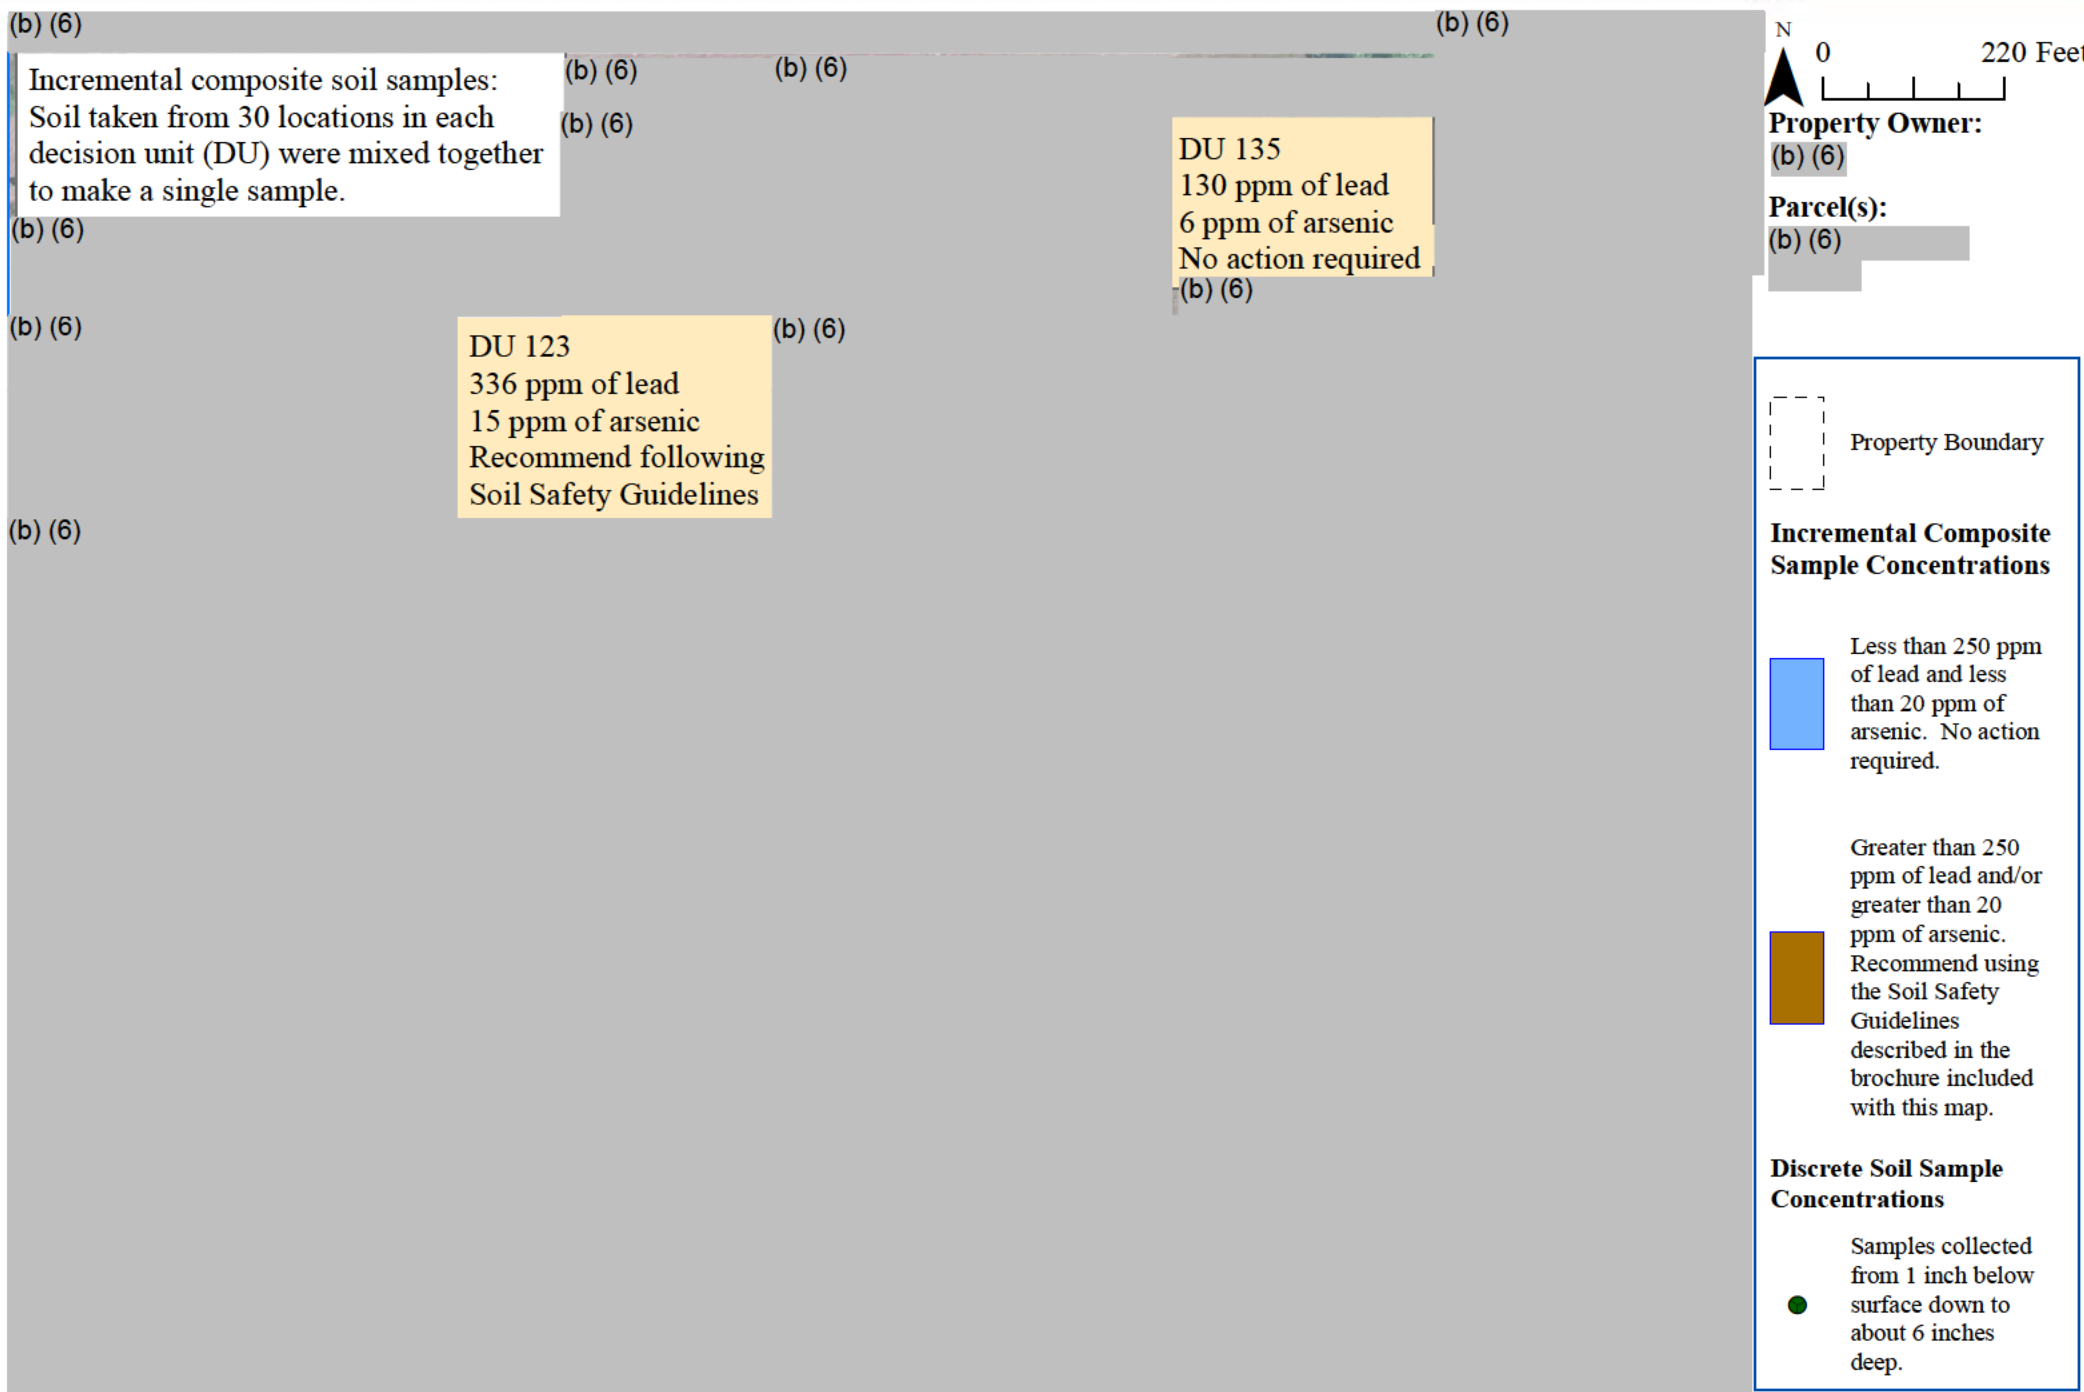 (b) (6)
(b) (6)
Incremental composite soil samples:
Soil taken from 30 locations in each
decision unit (DU) were mixed together
to make a single sample.
(b) (6)
(b) (6)
(b) (6)
(b) (6)
DU 135
130 ppm of lead
6 ppm of arsenic
No action required
(b) (6)
(b) (6)
DU 123
336 ppm of lead
15 ppm of arsenic
Recommend following
Soil Safety Guidelines
(b) (6)
(b) (6)
N
0 220 Feet
Property Owner:
(b) (6)
Parcel(s):
(b) (6)
Property Boundary
Incremental Composite
Sample Concentrations
Less than 250 ppm
of lead and less
than 20 ppm of
arsenic. No action
required.
Greater than 250
ppm of lead and/or
greater than 20
ppm of arsenic.
Recommend using
the Soil Safety
Guidelines
described in the
brochure included
with this map.
Discrete Soil Sample
Concentrations
Samples collected
from 1 inch below
surface down to
about 6 inches
deep.